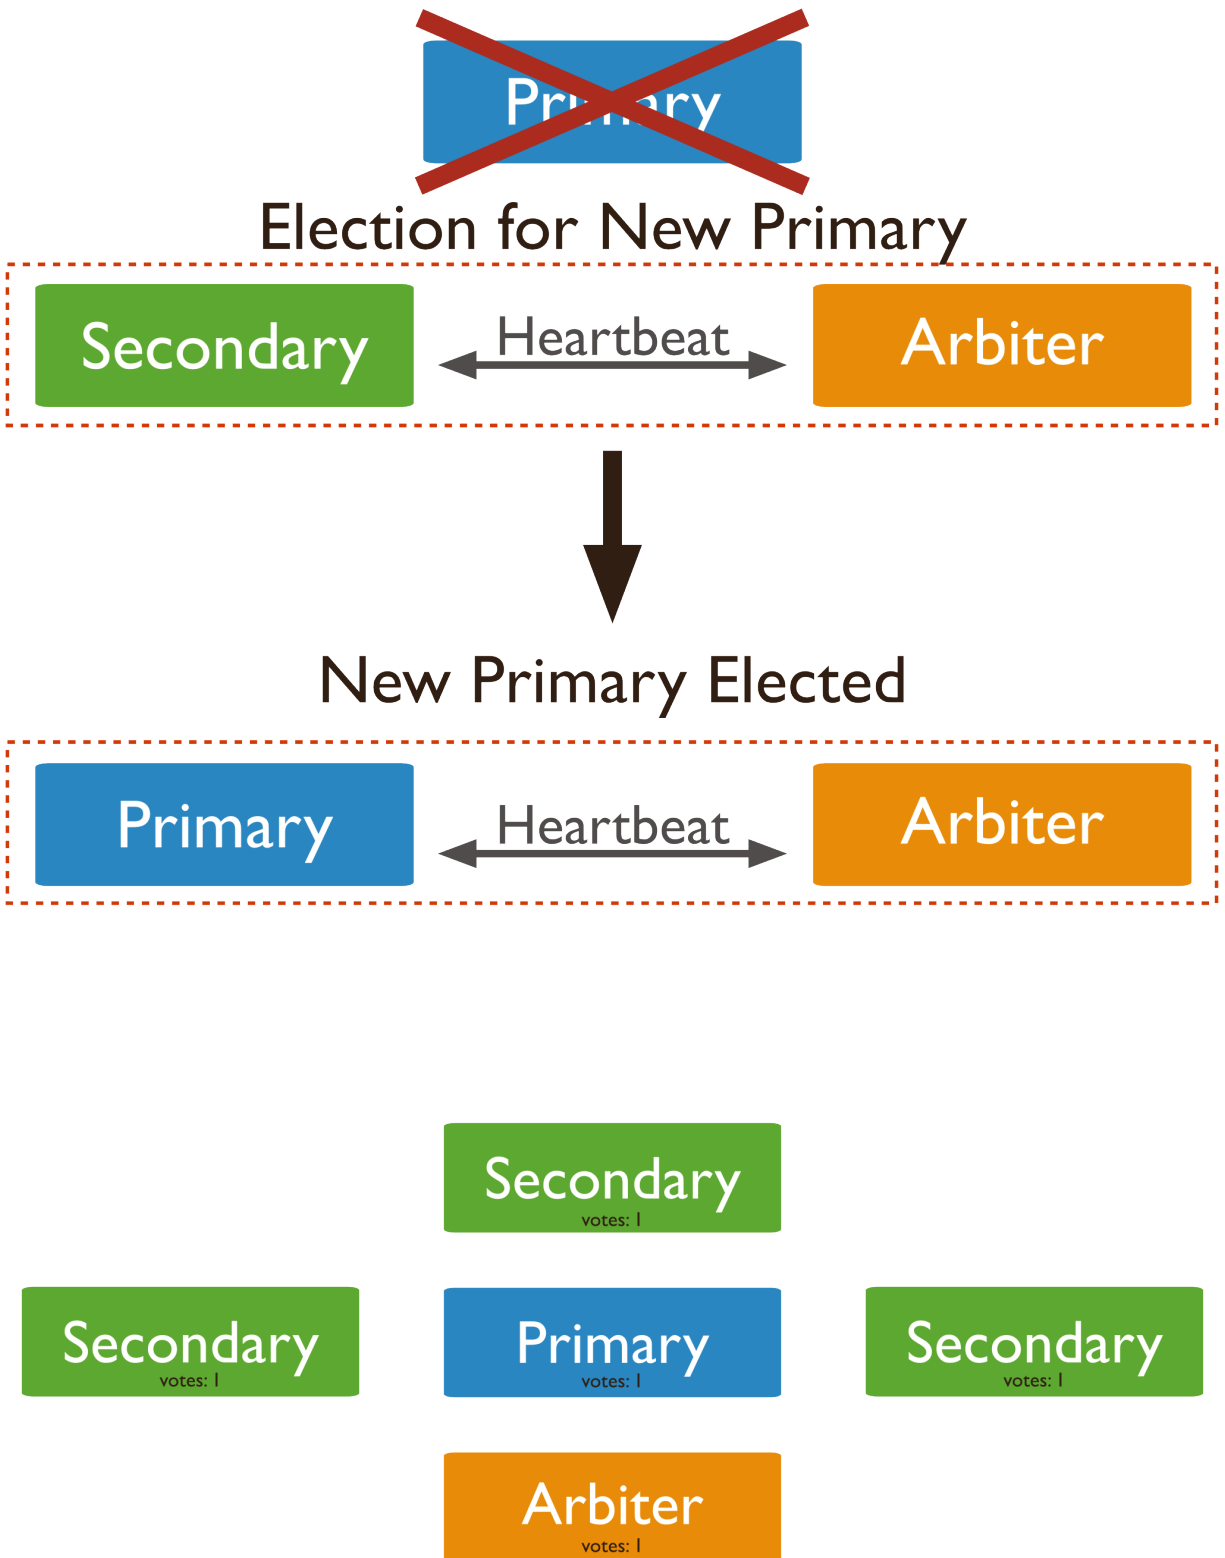 Primary
Election for New Primary
Secondary
Heartbeat
Arbiter
New Primary Elected
Primary
Heartbeat
Arbiter
Secondary
votes: 1
Secondary
votes: 1
Primary
votes: 1
Secondary
votes: 1
Arbiter
votes: 1